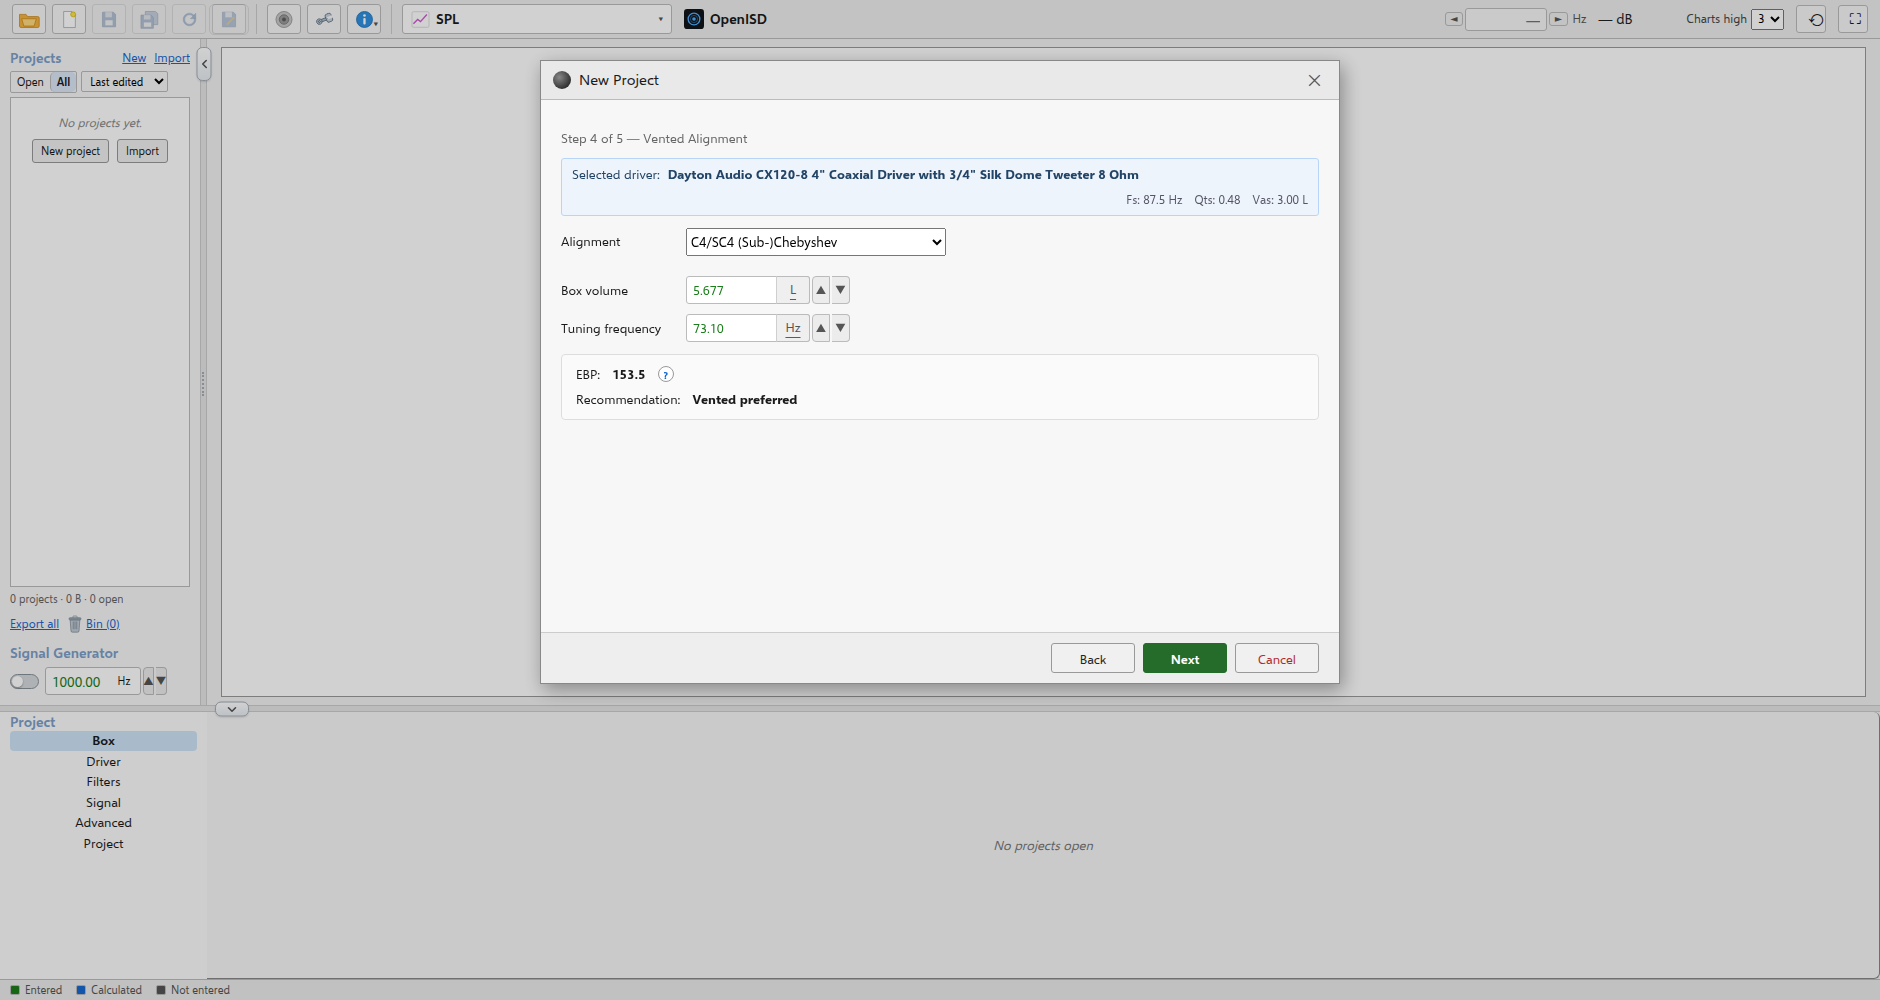 SPL
OpenISD
— Hz — dB
Charts high 3
Projects New Import
Open All Last edited
No projects yet.
New project Import
0 projects · 0 B · 0 open
Export all Bin (0)
Signal Generator
1000.00 Hz
Project
Box
Driver
Filters
Signal
Advanced
Project
New Project
Step 4 of 5 — Vented Alignment
Selected driver: Dayton Audio CX120-8 4" Coaxial Driver with 3/4" Silk Dome Tweeter 8 Ohm
Fs: 87.5 Hz Qts: 0.48 Vas: 3.00 L
Alignment C4/SC4 (Sub-)Chebyshev
Box volume 5.677 L
Tuning frequency 73.10 Hz
EBP: 153.5 ?
Recommendation: Vented preferred
Back Next Cancel
No projects open
Entered Calculated Not entered